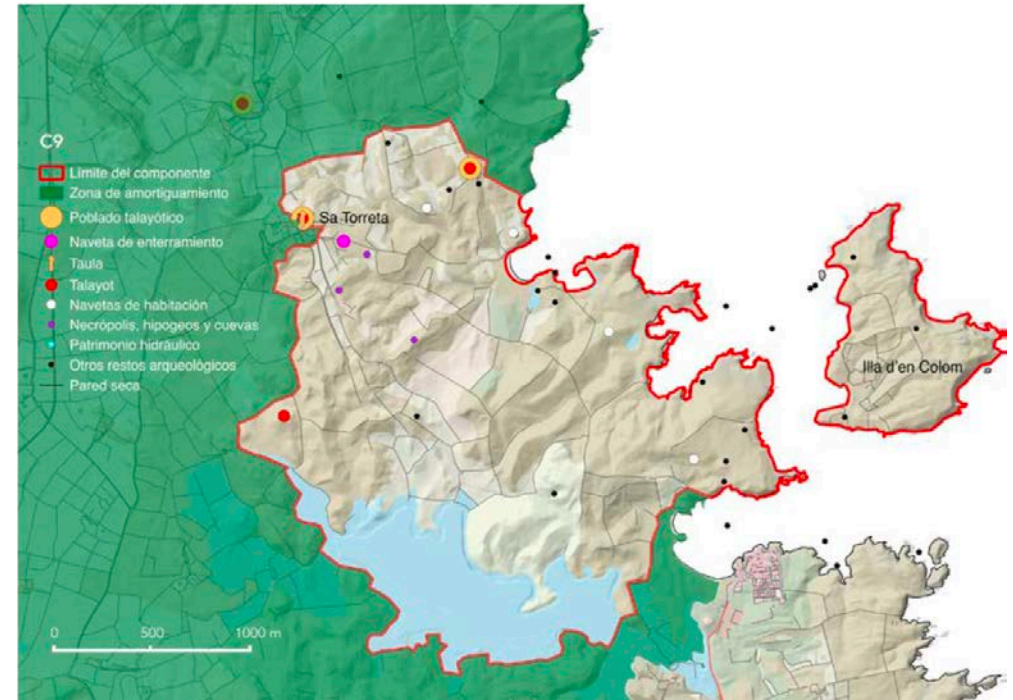 C9
Límite del componente
Zona de amortiguamiento
Poblado talayótico
Naveta de enterramiento
Taula
Talayot
Navetas de habitación
Necrópolis, hipogeos y cuevas
Patrimonio hidráulico
Otros restos arqueológicos
Pared seca
Sa Torreta
Illa d'en Colom
0 500 1000 m